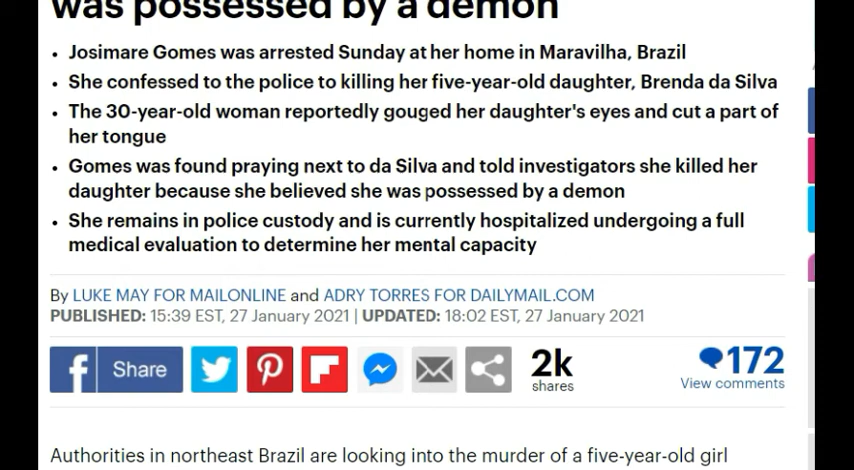 was possessed by a demon
• Josimare Gomes was arrested Sunday at her home in Maravilha, Brazil
• She confessed to the police to killing her five-year-old daughter, Brenda da Silva
• The 30-year-old woman reportedly gouged her daughter's eyes and cut a part of
her tongue
• Gomes was found praying next to da Silva and told investigators she killed her
daughter because she believed she was possessed by a demon
• She remains in police custody and is currently hospitalized undergoing a full
medical evaluation to determine her mental capacity
By LUKE MAY FOR MAILONLINE and ADRY TORRES FOR DAILYMAIL.COM
PUBLISHED: 15:39 EST, 27 January 2021 | UPDATED: 18:02 EST, 27 January 2021
f Share
2k
shares
172
View comments
Authorities in northeast Brazil are looking into the murder of a five-year-old girl